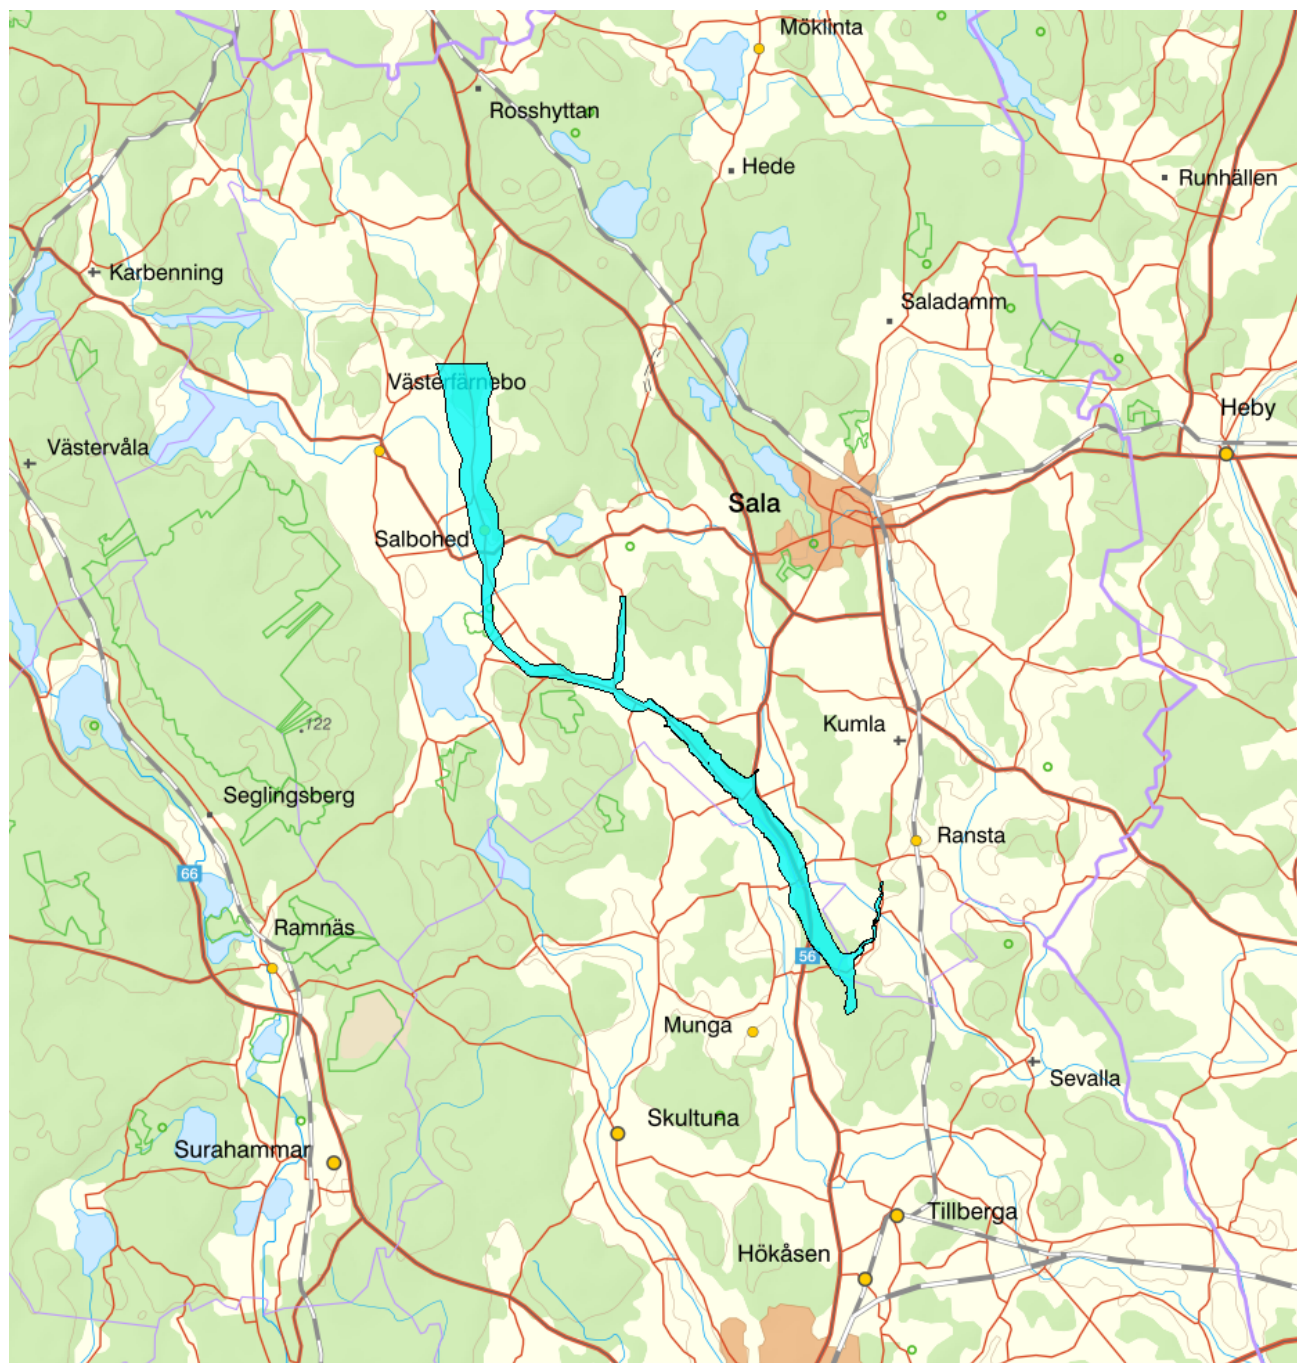 Möklinta
Rosshyttan
Hede
Runhällen
Karbenning
Saladamm
Västerfärnebo
Heby
Västervåla
Sala
Salbohed
122
Kumla
Seglingsberg
Ransta
66
Ramnäs
56
Munga
Sevalla
Skultuna
Surahammar
Tillberga
Hökåsen